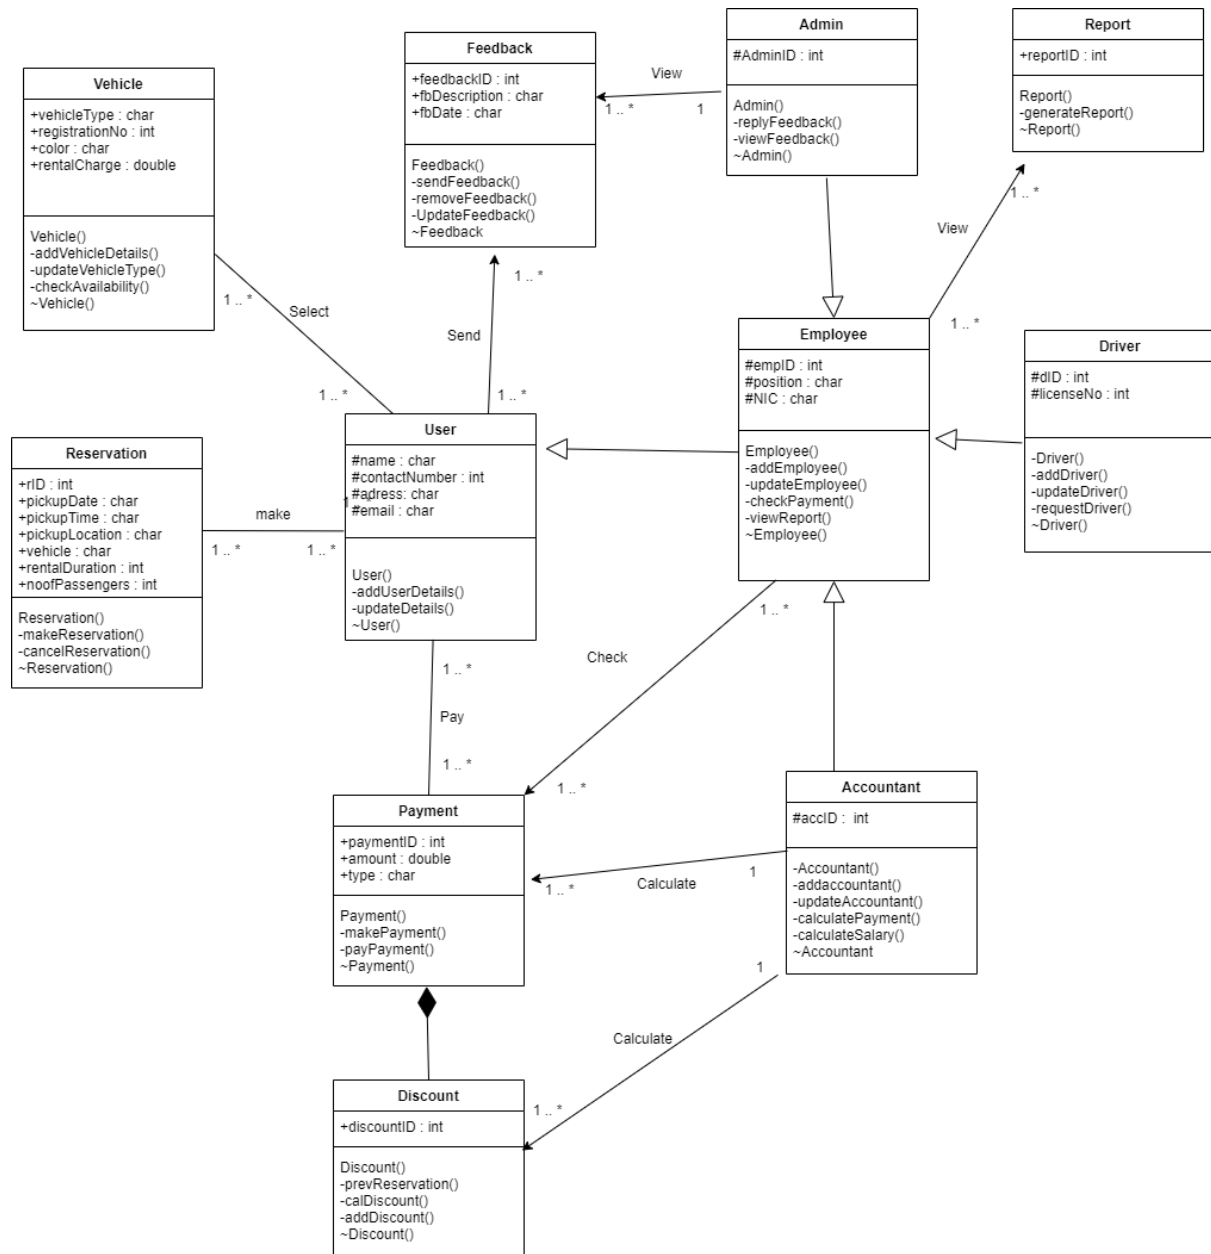 Vehicle
+vehicleType : char
+registrationNo : int
+color : char
+rentalCharge : double
Vehicle()
-addVehicleDetails()
-updateVehicleType()
-checkAvailability()
~Vehicle()
Feedback
+feedbackID : int
+fbDescription : char
+fbDate : char
Feedback()
-sendFeedback()
-removeFeedback()
-UpdateFeedback()
~Feedback
View
1 .. *
1
Admin
#AdminID : int
Admin()
-replyFeedback()
-viewFeedback()
~Admin()
Report
+reportID : int
Report()
-generateReport()
~Report()
1 .. *
View
1 .. *
1 .. *
Select
1 .. *
1 .. *
Send
1 .. *
Employee
#empID : int
#position : char
#NIC : char
Employee()
-addEmployee()
-updateEmployee()
-checkPayment()
-viewReport()
~Employee()
Driver
#dID : int
#licenseNo : int
-Driver()
-addDriver()
-updateDriver()
-requestDriver()
~Driver()
Reservation
+rID : int
+pickupDate : char
+pickupTime : char
+pickupLocation : char
+vehicle : char
+rentalDuration : int
+noofPassengers : int
Reservation()
-makeReservation()
-cancelReservation()
~Reservation()
make
1 .. *
1 .. *
User
#name : char
#contactNumber : int
#adress: char
#email : char
1 .. *
User()
-addUserDetails()
-updateDetails()
~User()
1 .. *
Pay
1 .. *
1 .. *
Check
1 .. *
Payment
+paymentID : int
+amount : double
+type : char
Payment()
-makePayment()
-payPayment()
~Payment()
Accountant
#accID :  int
-Accountant()
-addaccountant()
-updateAccountant()
-calculatePayment()
-calculateSalary()
~Accountant
1
Calculate
1 .. *
1
Calculate
1 .. *
Discount
+discountID : int
Discount()
-prevReservation()
-calDiscount()
-addDiscount()
~Discount()